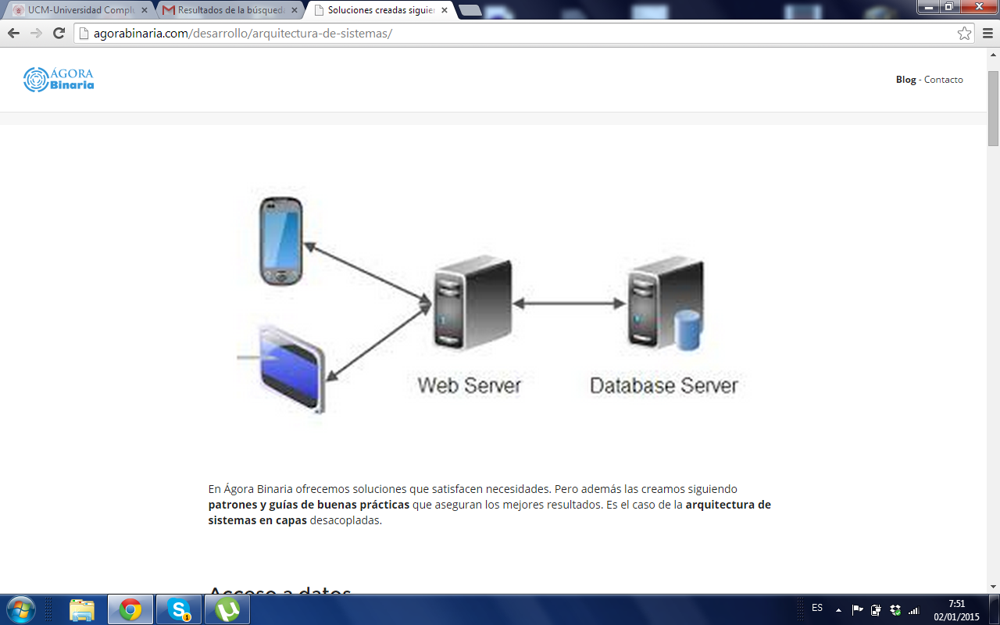 UCM-Universidad Complu
Resultados de la búsqued
Soluciones creadas siguie
agorabinaria.com/desarrollo/arquitectura-de-sistemas/
ÁGORA
Binaria
Blog - Contacto
Web Server
Database Server
En Ágora Binaria ofrecemos soluciones que satisfacen necesidades. Pero además las creamos siguiendo
patrones y guías de buenas prácticas que aseguran los mejores resultados. Es el caso de la arquitectura de
sistemas en capas desacopladas.
Acceso a datos
S
1
µ
ES
7:51
02/01/2015